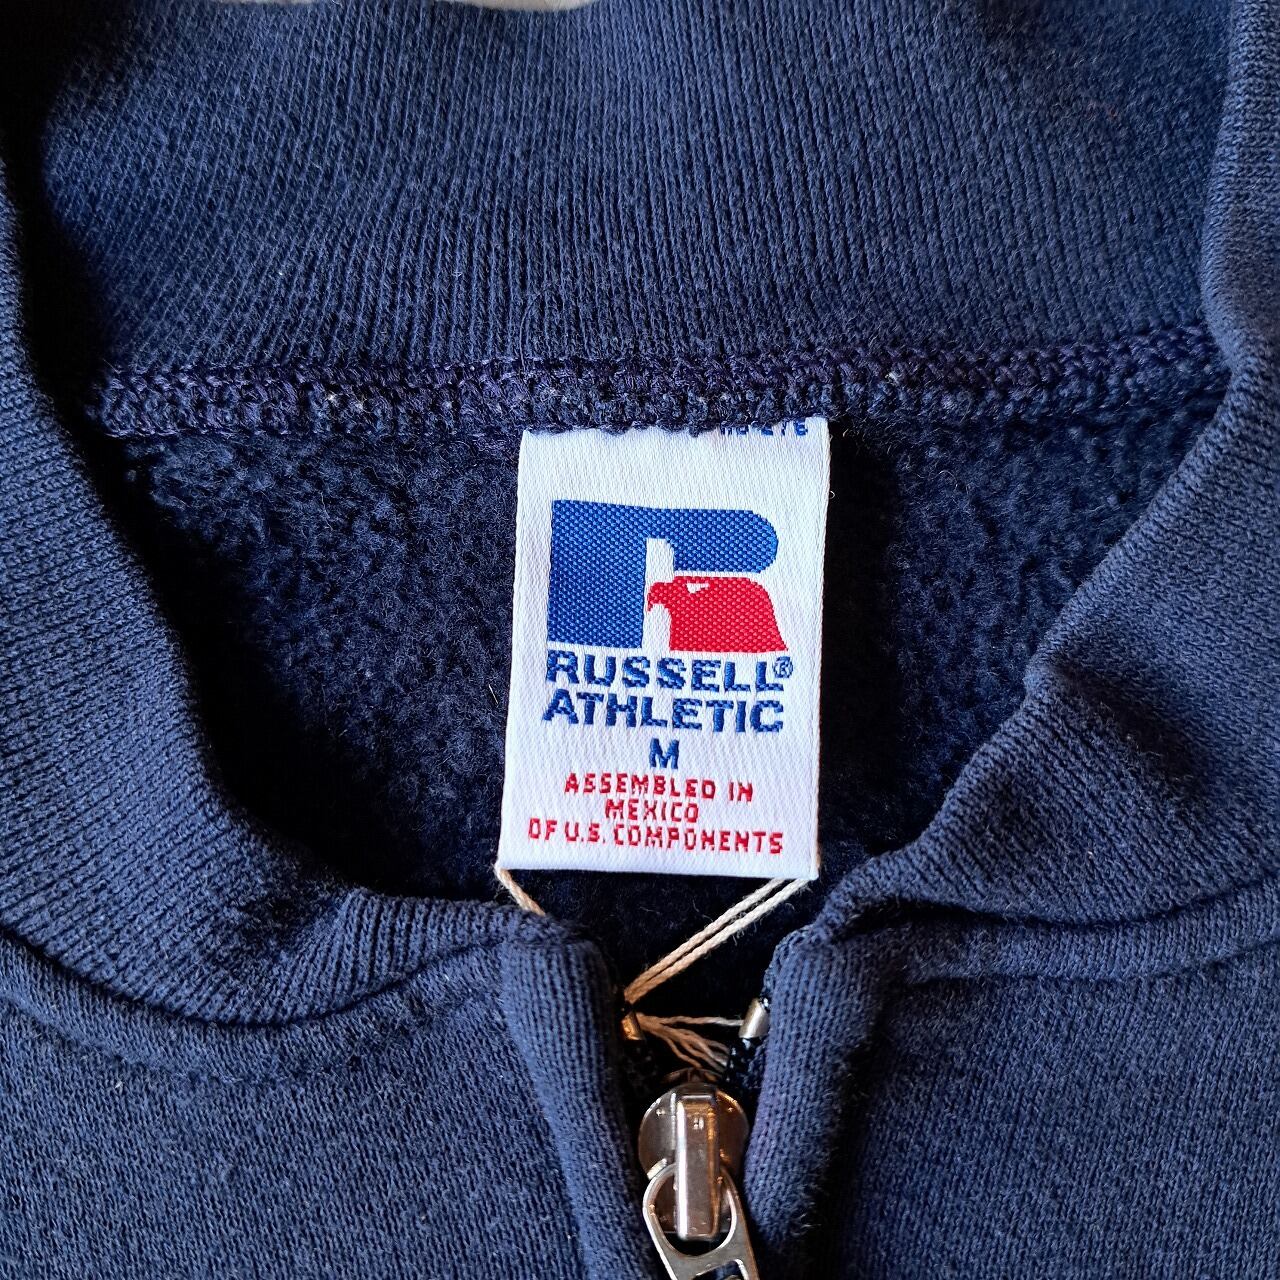 RUSSELL®
ATHLETIC
M
ASSEMBLED IN
MEXICO
OF U.S. COMPONENTS